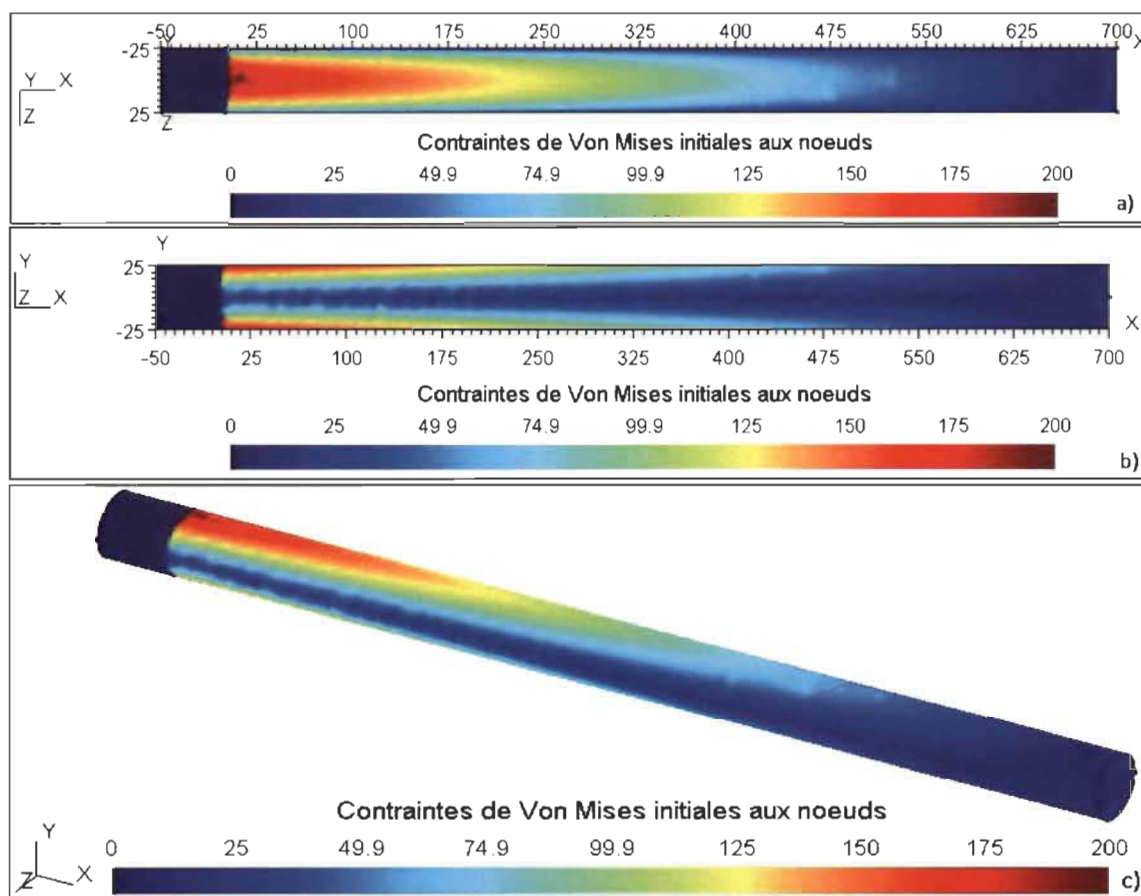 -50 25 100 175 250 325 400 475 550 625 700
X
-25 Y
Y X
Z
25
Z
Contraintes de Von Mises initiales aux noeuds
0 25 49.9 74.9 99.9 125 150 175 200
a)
Y
Y 25
Z X
-25
X
-50 25 100 175 250 325 400 475 550 625 700
Contraintes de Von Mises initiales aux noeuds
0 25 49.9 74.9 99.9 125 150 175 200
b)
Contraintes de Von Mises initiales aux noeuds
Y
Z X
0 25 49.9 74.9 99.9 125 150 175 200
c)